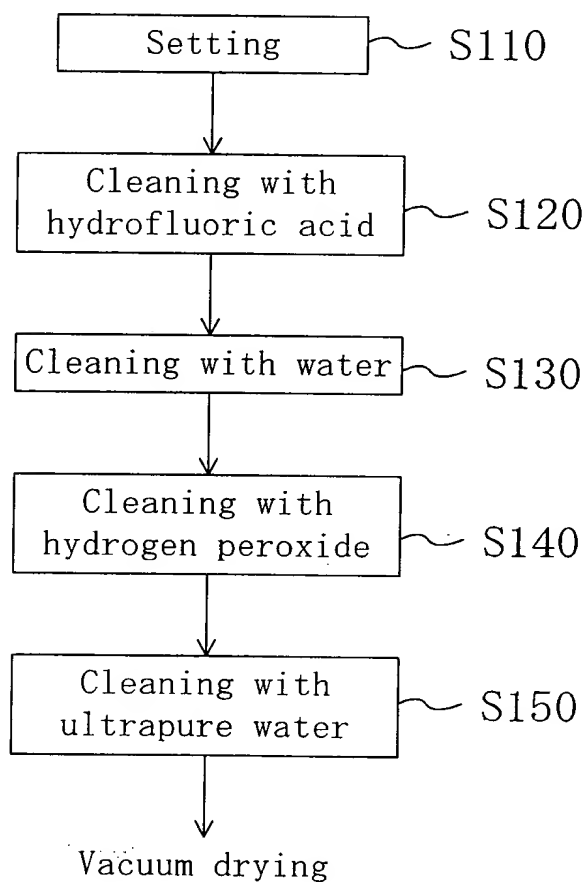 Setting
S110
Cleaning with
hydrofluoric acid
S120
Cleaning with water
S130
Cleaning with
hydrogen peroxide
S140
Cleaning with
ultrapure water
S150
Vacuum drying